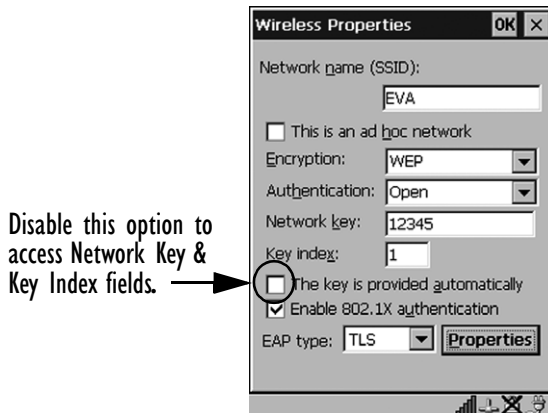 Wireless Properties OK ×
Network name (SSID):
EVA
This is an ad hoc network
Encryption: WEP
Authentication: Open
Network key: 12345
Key index: 1
Disable this option to
access Network Key &
Key Index fields.
The key is provided automatically
Enable 802.1X authentication
EAP type: TLS Properties